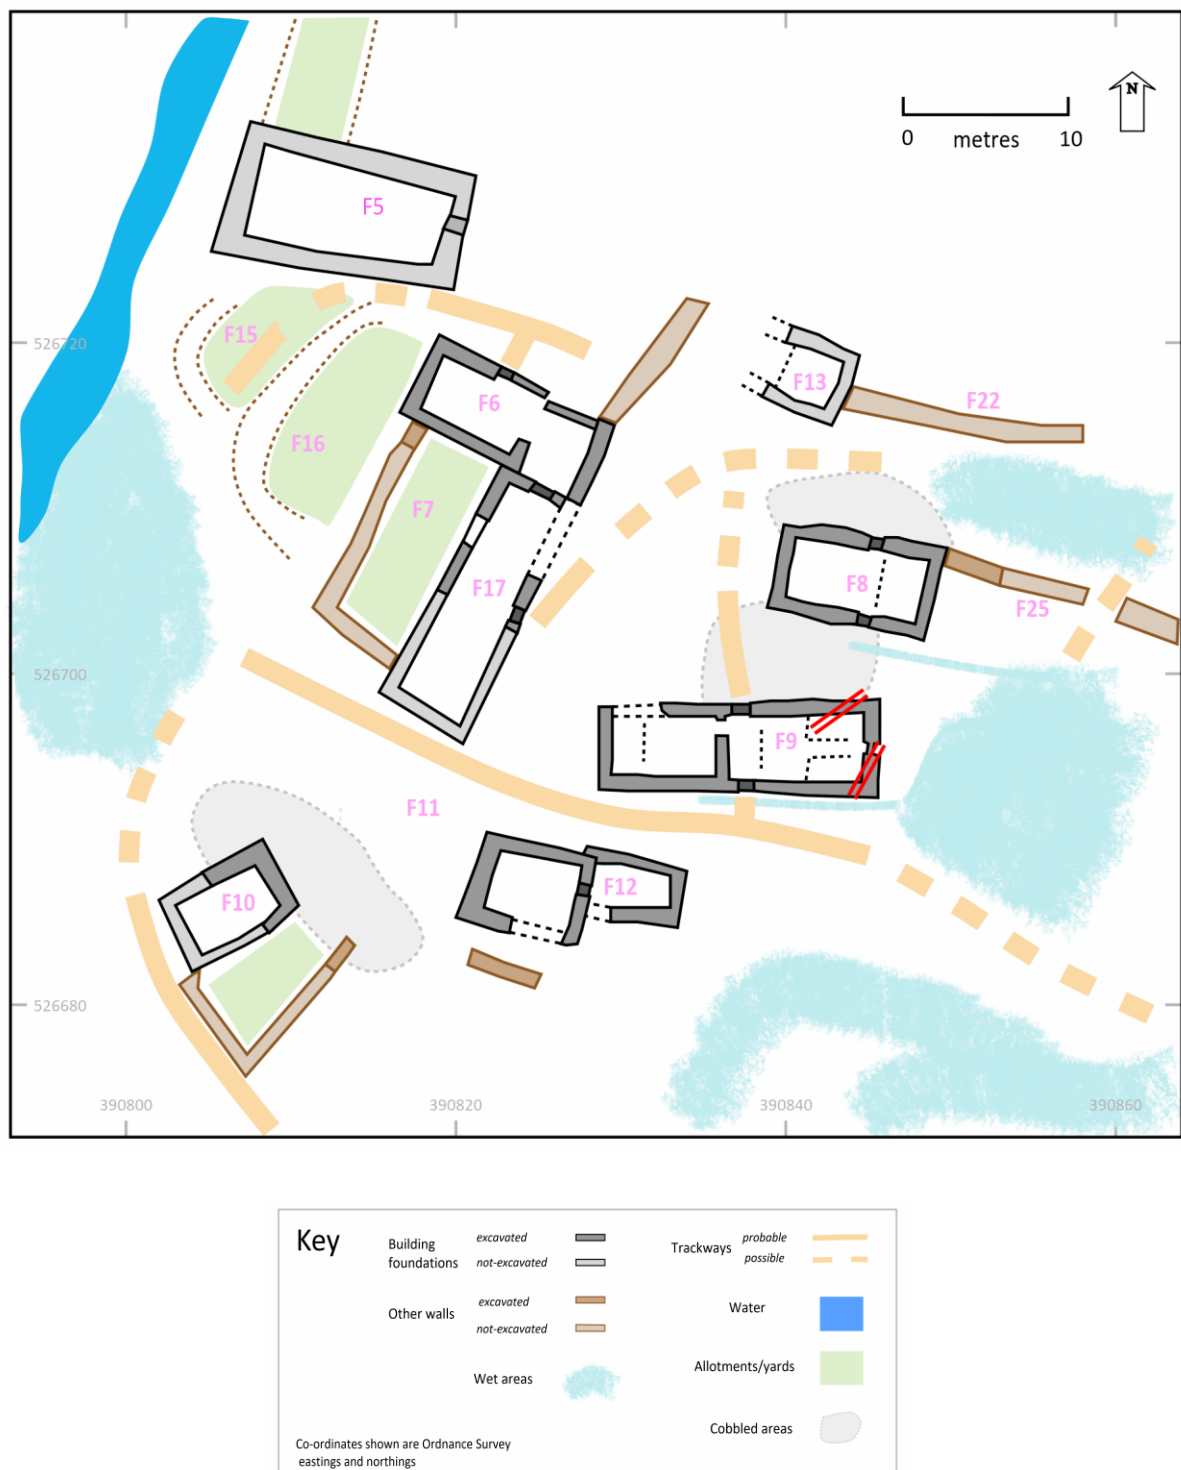 N
0 metres 10
F5
F15
526720
F13
F6
F22
F16
F7
F8
F17
F25
526700
F9
F11
F12
F10
526680
390800
390820
390840
390860
Key
Building foundations
excavated
not-excavated
Other walls
excavated
not-excavated
Wet areas
Trackways
probable
possible
Water
Allotments/yards
Cobbled areas
Co-ordinates shown are Ordnance Survey
eastings and northings